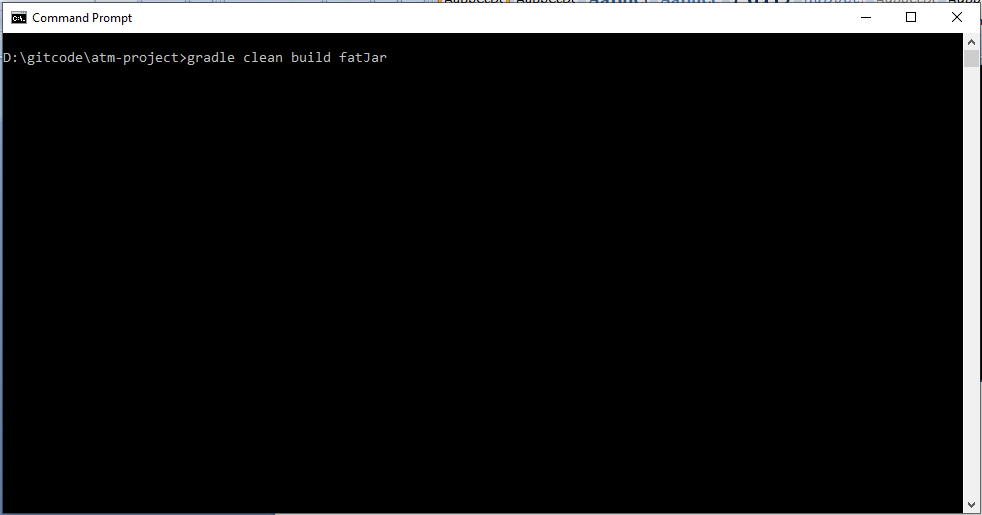 Command Prompt
D:\gitcode\atm-project>gradle clean build fatJar